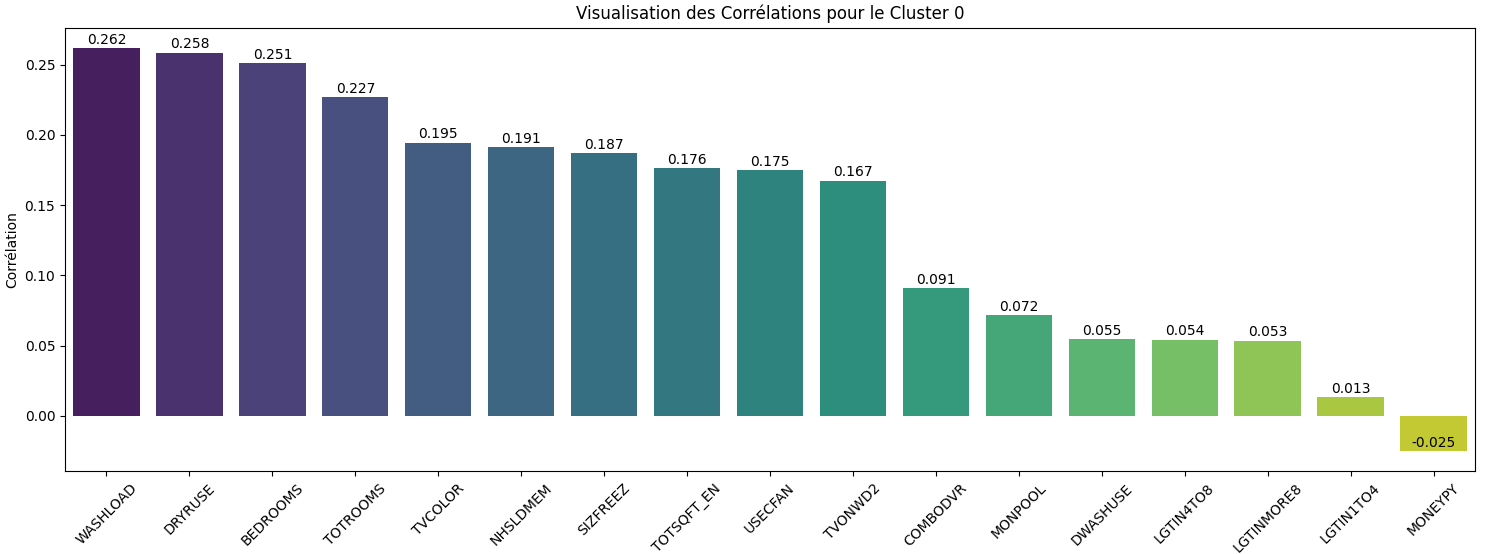 Visualisation des Corrélations pour le Cluster 0
Corrélation
0.25
0.20
0.15
0.10
0.05
0.00
0.262
0.258
0.251
0.227
0.195
0.191
0.187
0.176
0.175
0.167
0.091
0.072
0.055
0.054
0.053
0.013
-0.025
WASHLOAD
DRYRUSE
BEDROOMS
TOTROOMS
TVCOLOR
NHSLDMEM
SIZFREEZ
TOTSQFT_EN
USECFAN
TVONWD2
COMBODVR
MONPOOL
DWASHUSE
LGTIN4TO8
LGTINMORE8
LGTIN1TO4
MONEYPY